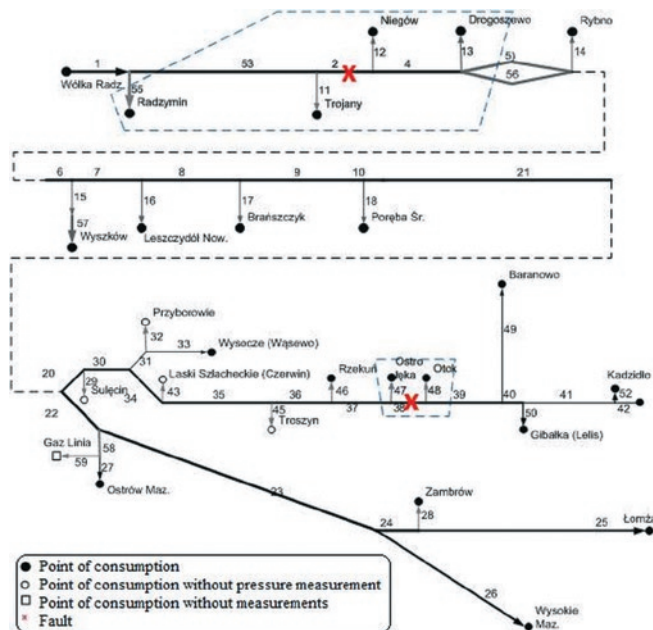 Niegów
Drogoszewo
Rybno
1
53
2
12
4
13
5)
56
14
Wólka Radz.
55
Radzymin
11
Trojany
6
7
8
9
10
21
15
57
Wyszków
16
Leszczydół Now.
17
Brańszczyk
18
Poręba Śr.
Baranowo
Przyborowie
32
33
Wysocze (Wąsewo)
31
49
20
30
29
Sulęcin
34
Laski Szlacheckie (Czerwin)
43
35
36
45
Troszyn
Rzekuń
46
37
Ostro
łęka
47
38
Otok
48
39
40
41
Kadzidło
52
42
50
Gibałka (Lelis)
22
Gaz Linia
59
58
27
Ostrów Maz.
23
Zambrów
28
24
25
Łomża
26
Wysokie
Maz.
Point of consumption
Point of consumption without pressure measurement
Point of consumption without measurements
x Fault